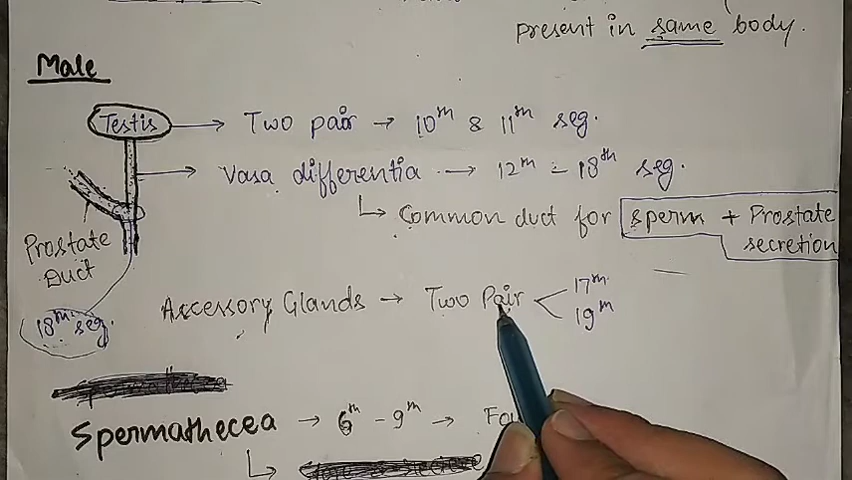 present in same body.
Male
Testis → Two pair → 10th & 11th seg.
Vasa differentia → 12th - 18th seg.
↳ Common duct for sperm + Prostate
secretion
Prostate
Duct
18th seg.
Accessory Glands → Two Pair < 17th
19th
Spermathecea → 6th - 9th →